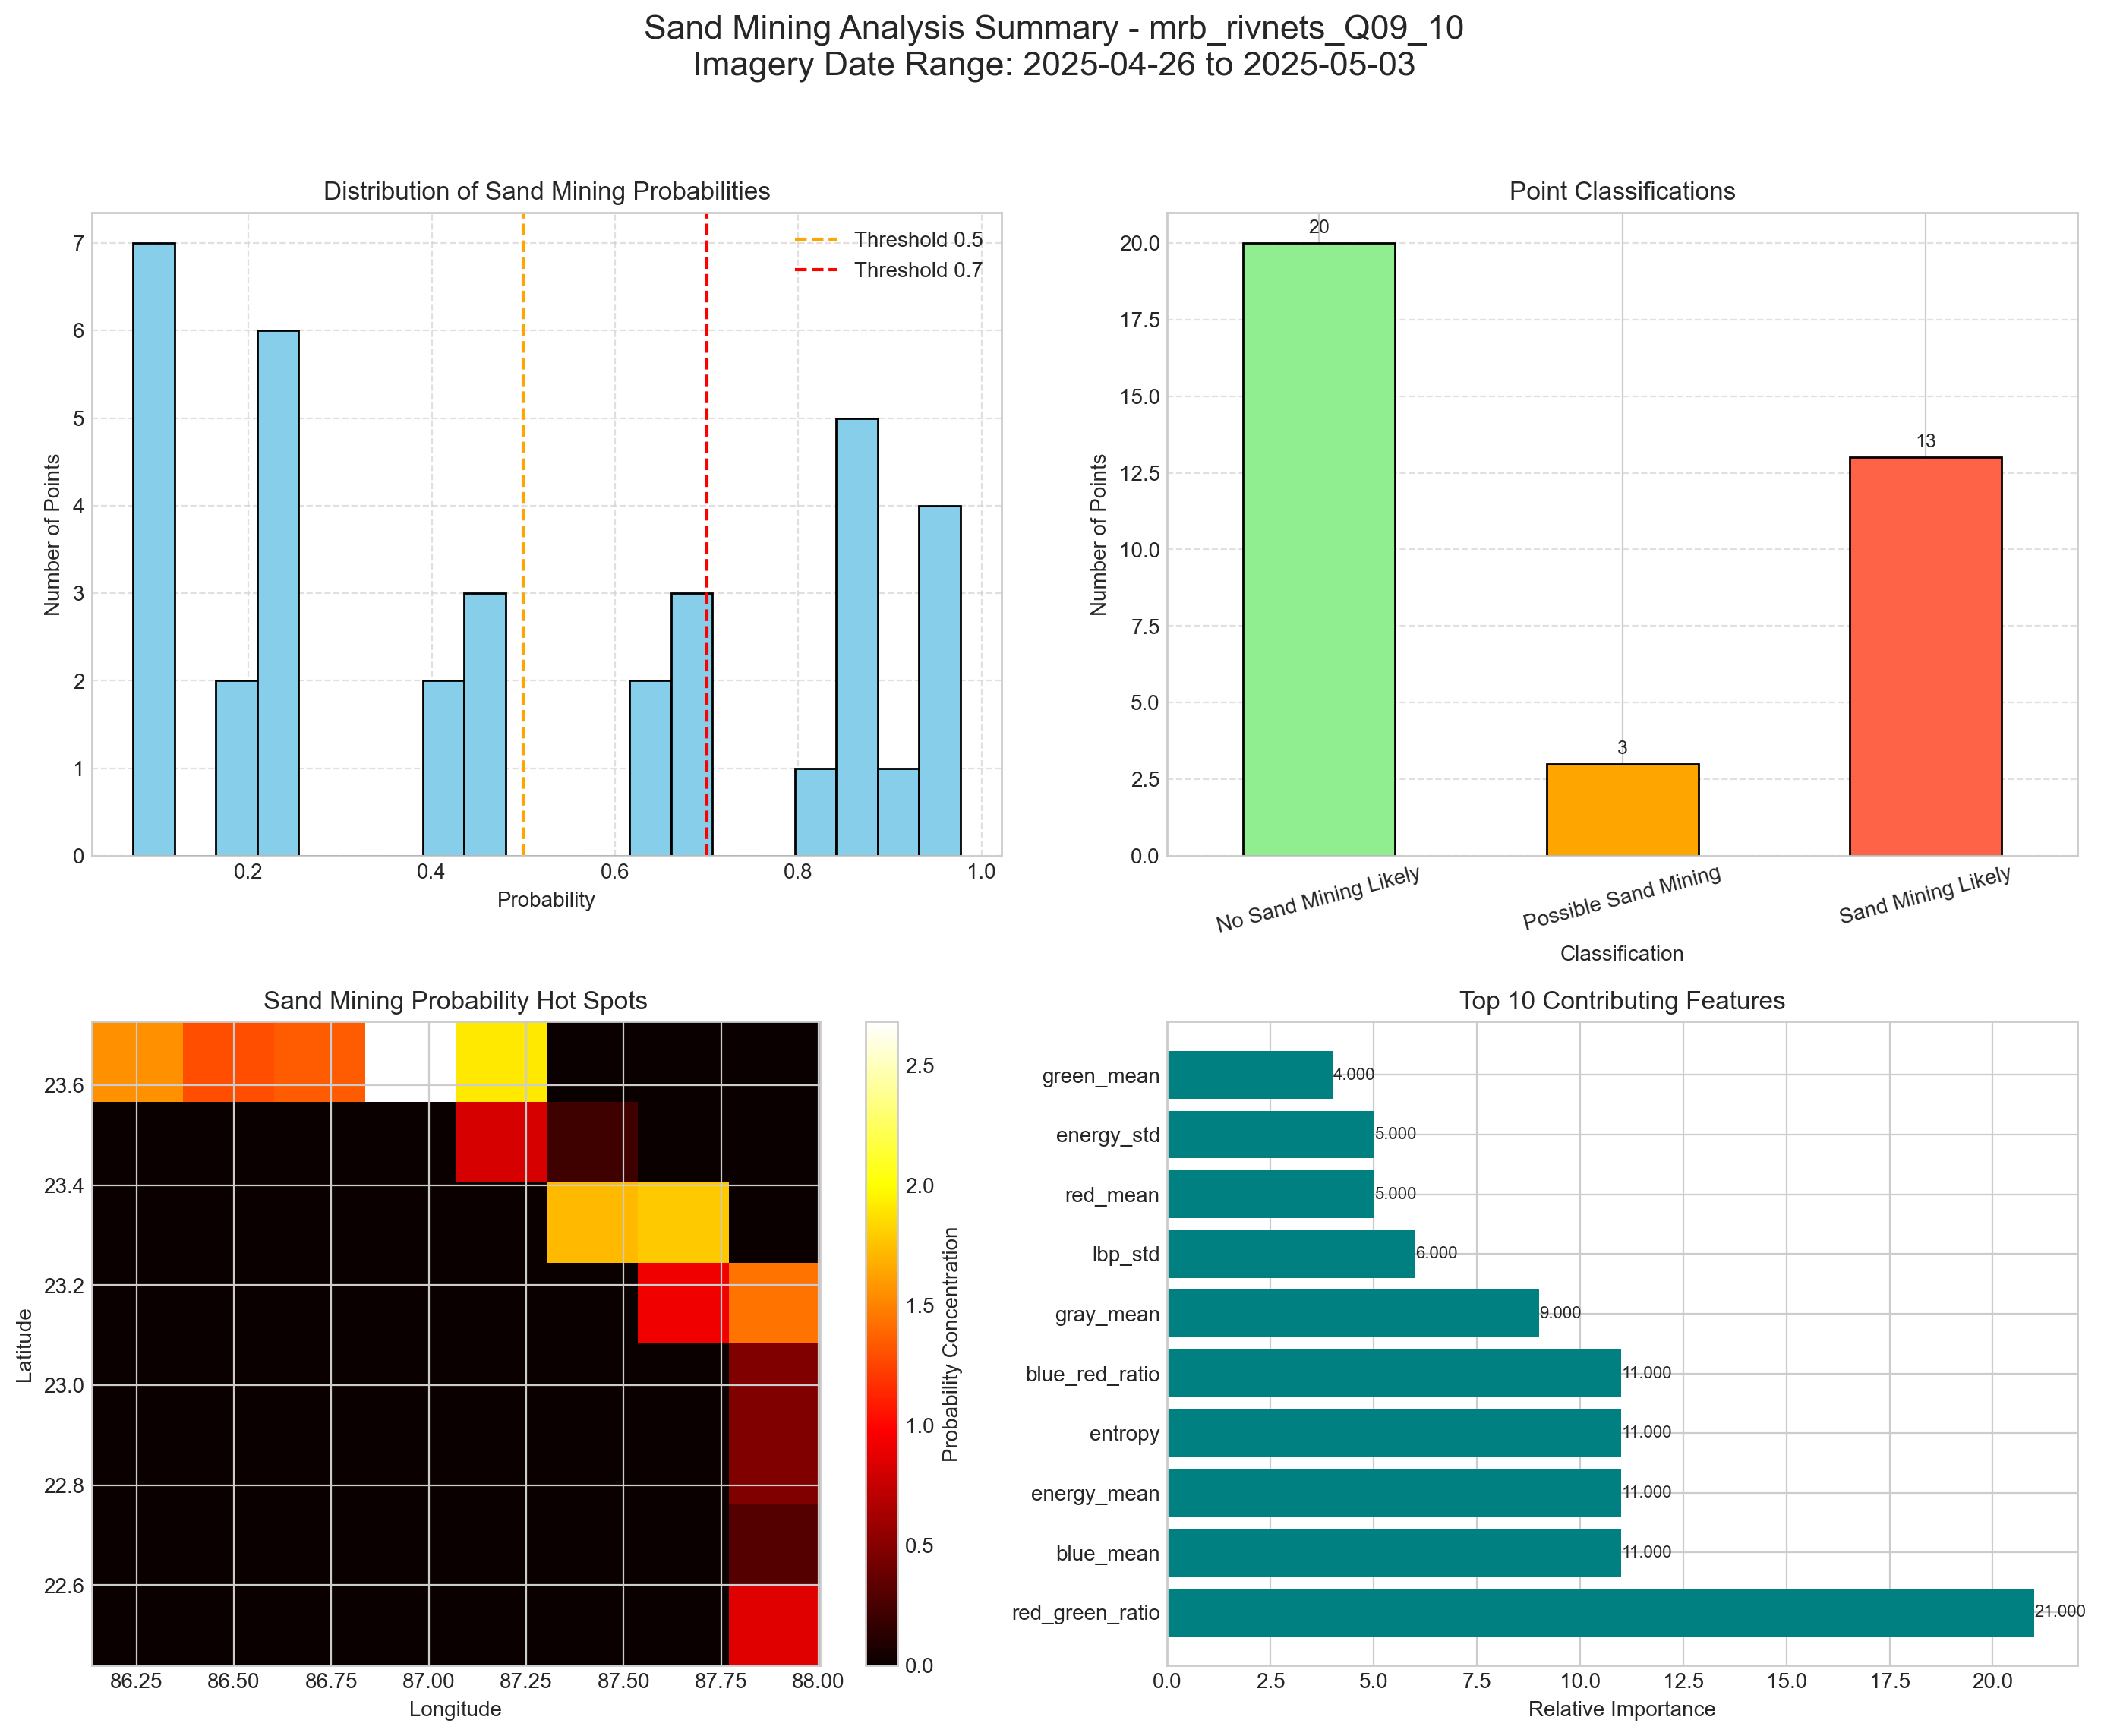 Sand Mining Analysis Summary - mrb_rivnets_Q09_10
Imagery Date Range: 2025-04-26 to 2025-05-03
Distribution of Sand Mining Probabilities
Threshold 0.5
Threshold 0.7
Number of Points
7
6
5
4
3
2
1
0
0.2
0.4
0.6
0.8
1.0
Probability
Point Classifications
Number of Points
20.0
17.5
15.0
12.5
10.0
7.5
5.0
2.5
0.0
20
3
13
No Sand Mining Likely
Possible Sand Mining
Sand Mining Likely
Classification
Sand Mining Probability Hot Spots
Latitude
23.6
23.4
23.2
23.0
22.8
22.6
86.25
86.50
86.75
87.00
87.25
87.50
87.75
88.00
Longitude
2.5
2.0
1.5
1.0
0.5
0.0
Probability Concentration
Top 10 Contributing Features
green_mean 4.000
energy_std 5.000
red_mean 5.000
lbp_std 6.000
gray_mean 9.000
blue_red_ratio 11.000
entropy 11.000
energy_mean 11.000
blue_mean 11.000
red_green_ratio 21.000
0.0
2.5
5.0
7.5
10.0
12.5
15.0
17.5
20.0
Relative Importance